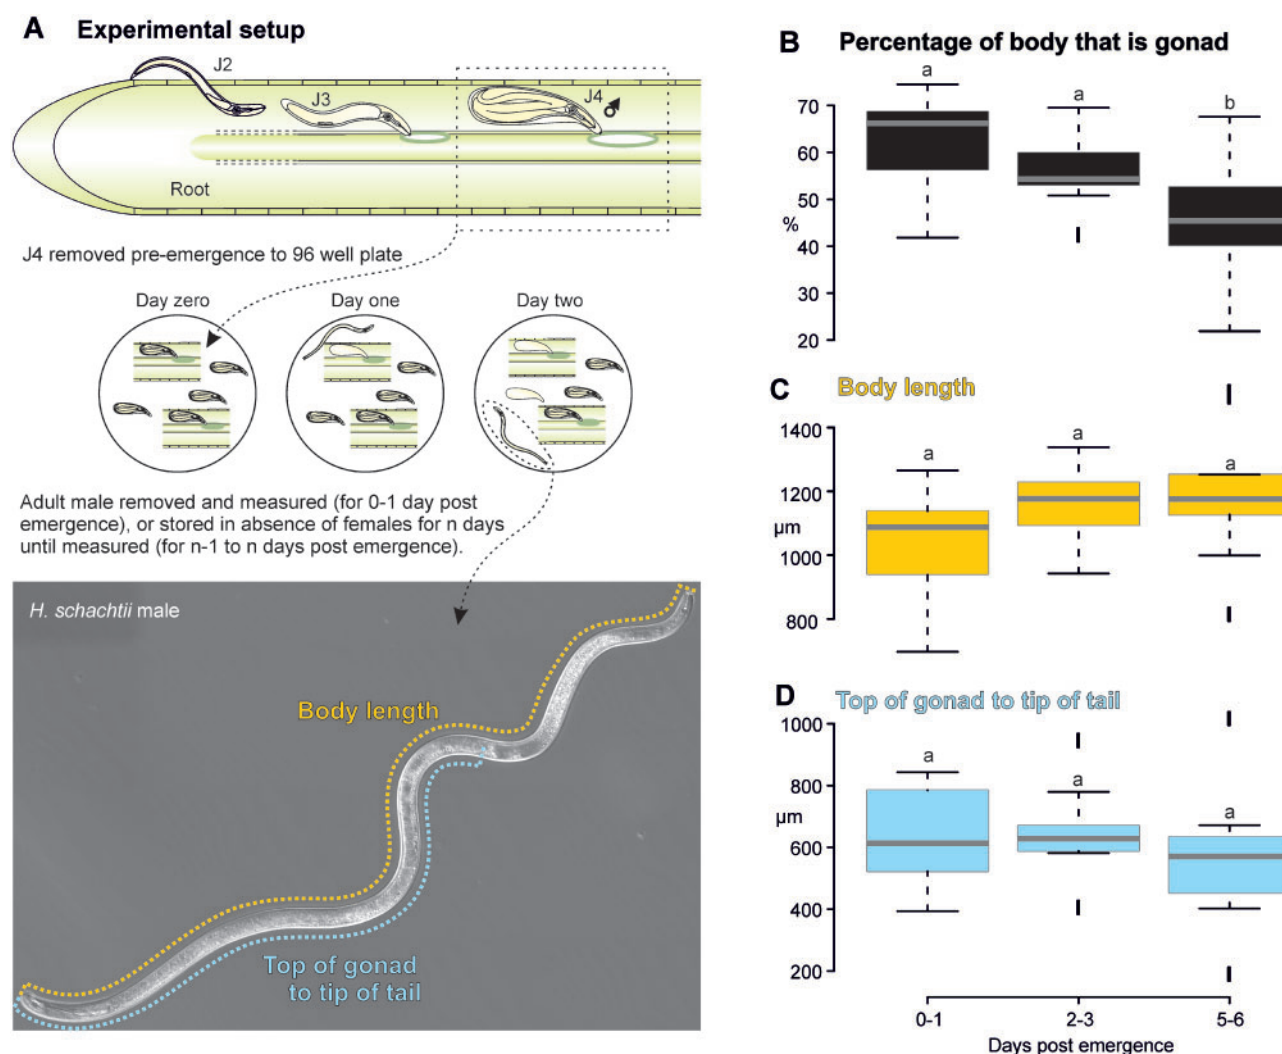 A Experimental setup
J2
J3
J4
Root
J4 removed pre-emergence to 96 well plate
Day zero
Day one
Day two
Adult male removed and measured (for 0-1 day post
emergence), or stored in absence of females for n days
until measured (for n-1 to n days post emergence).
H. schachtii male
Body length
Top of gonad
to tip of tail
B Percentage of body that is gonad
a
a
b
70
60
50
%
40
30
20
C Body length
a
a
a
1400
1200
µm
1000
800
D Top of gonad to tip of tail
a
a
a
1000
800
µm
600
400
200
0-1
2-3
5-6
Days post emergence